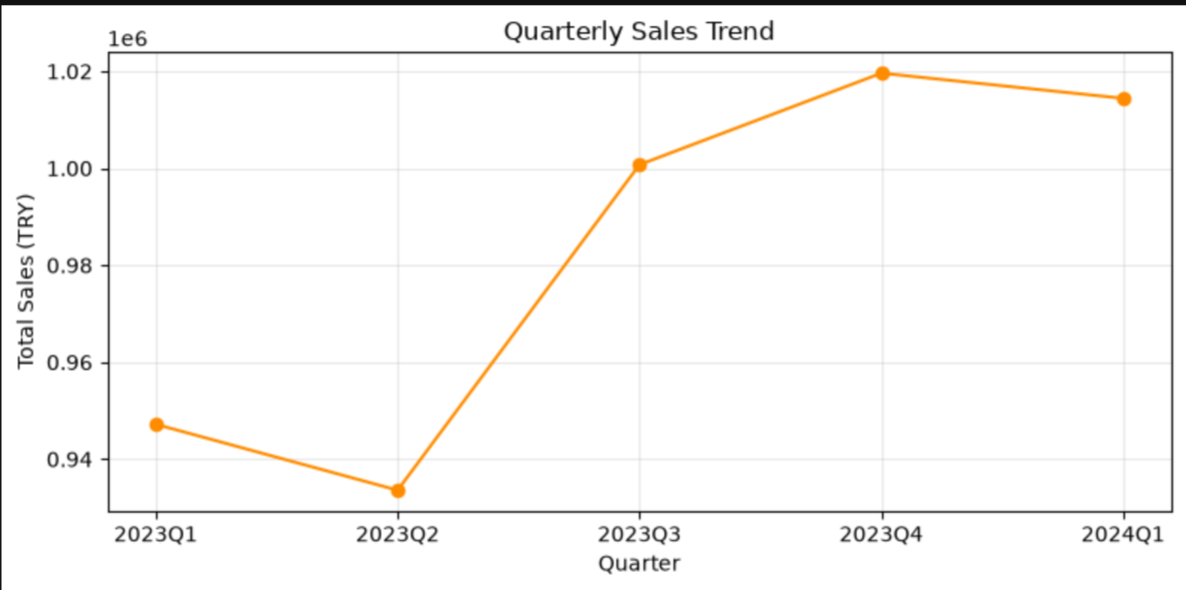 Quarterly Sales Trend
1e6
1.02
1.00
0.98
0.96
0.94
Total Sales (TRY)
2023Q1 2023Q2 2023Q3 2023Q4 2024Q1
Quarter